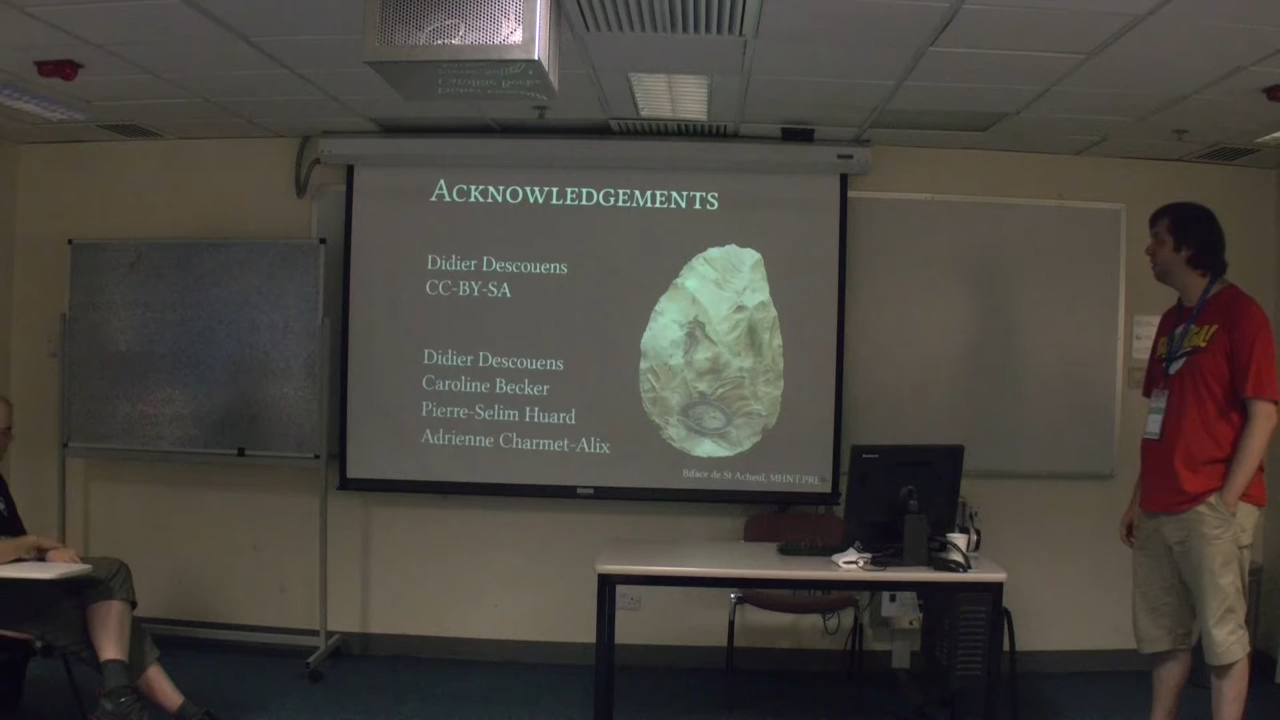 Acknowledgements
Didier Descouens
CC-BY-SA
Didier Descouens
Caroline Becker
Pierre-Selim Huard
Adrienne Charmet-Alix
Biface de St Acheul, MHNT.PRE